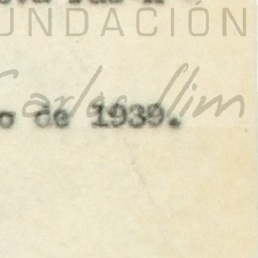 UNDACIÓN
Carlos Slim
o de 1939.